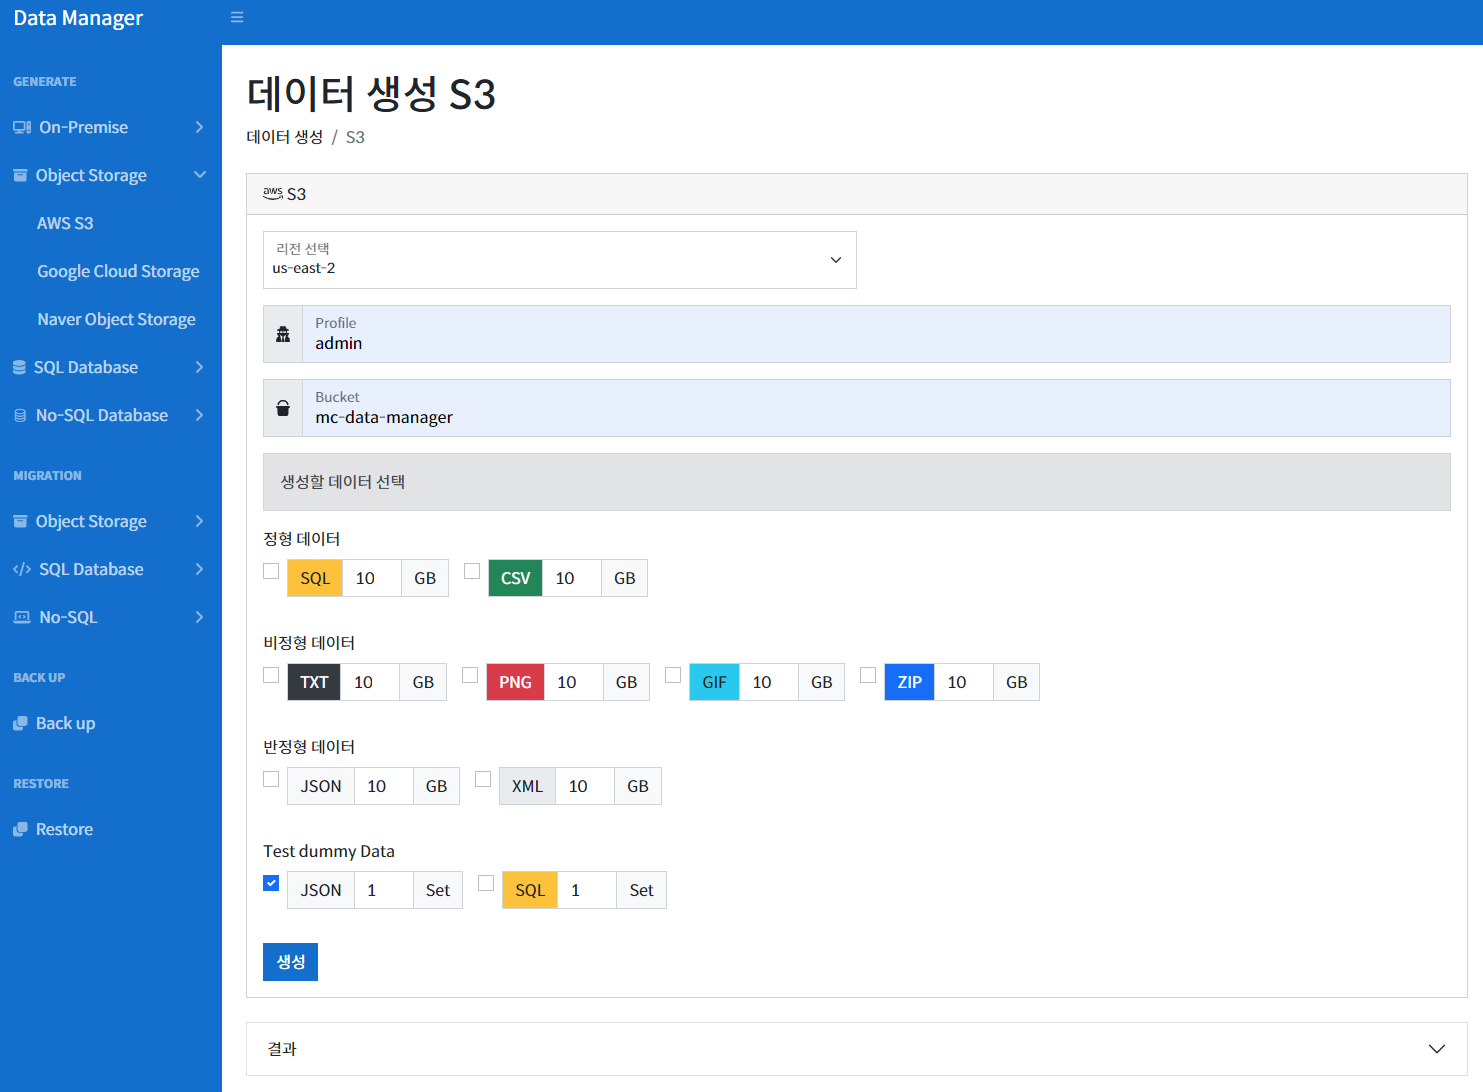 Data Manager
GENERATE
On-Premise
Object Storage
AWS S3
Google Cloud Storage
Naver Object Storage
SQL Database
No-SQL Database
MIGRATION
Object Storage
SQL Database
No-SQL
BACK UP
Back up
RESTORE
Restore
데이터 생성 S3
데이터 생성 / S3
aws S3
리전 선택
us-east-2
Profile
admin
Bucket
mc-data-manager
생성할 데이터 선택
정형 데이터
SQL 10 GB CSV 10 GB
비정형 데이터
TXT 10 GB PNG 10 GB GIF 10 GB ZIP 10 GB
반정형 데이터
JSON 10 GB XML 10 GB
Test dummy Data
JSON 1 Set SQL 1 Set
생성
결과